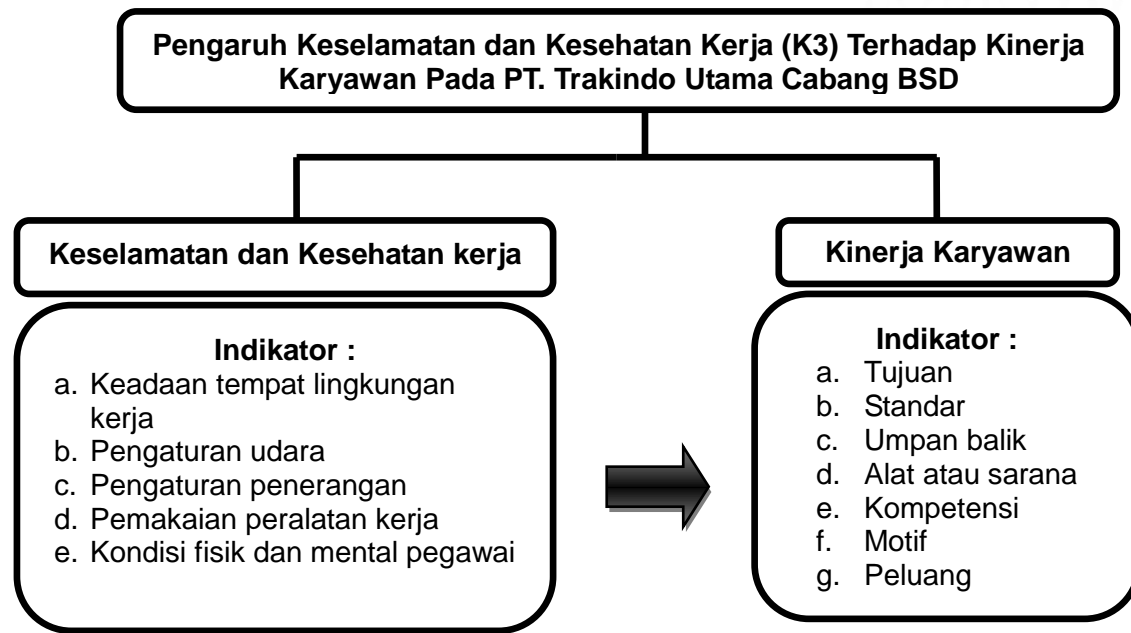 Pengaruh Keselamatan dan Kesehatan Kerja (K3) Terhadap Kinerja
Karyawan Pada PT. Trakindo Utama Cabang BSD
Keselamatan dan Kesehatan kerja
Indikator :
a. Keadaan tempat lingkungan
kerja
b. Pengaturan udara
c. Pengaturan penerangan
d. Pemakaian peralatan kerja
e. Kondisi fisik dan mental pegawai
Kinerja Karyawan
Indikator :
a. Tujuan
b. Standar
c. Umpan balik
d. Alat atau sarana
e. Kompetensi
f. Motif
g. Peluang